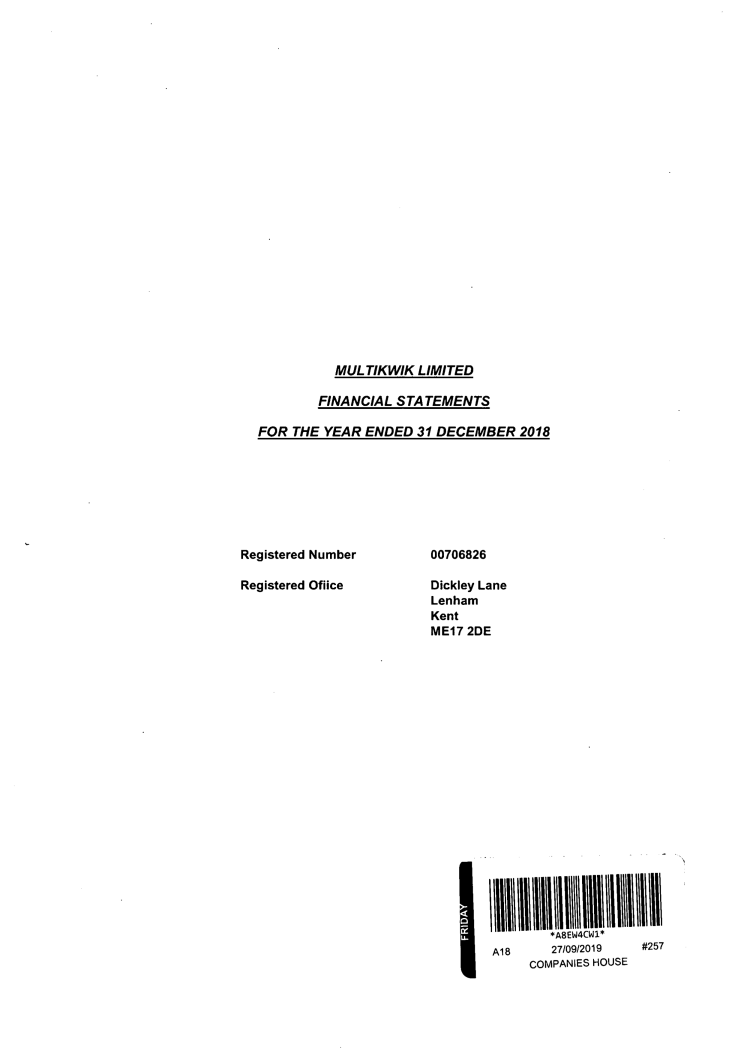 MULTIKWIK LIMITED
FINANCIAL STATEMENTS
FOR THE YEAR ENDED 31 DECEMBER 2018
Registered Number 00706826
Registered Ofiice Dickley Lane
Lenham
Kent
ME17 2DE
FRIDAY
*A8EW4CW1*
A18 27/09/2019 #257
COMPANIES HOUSE